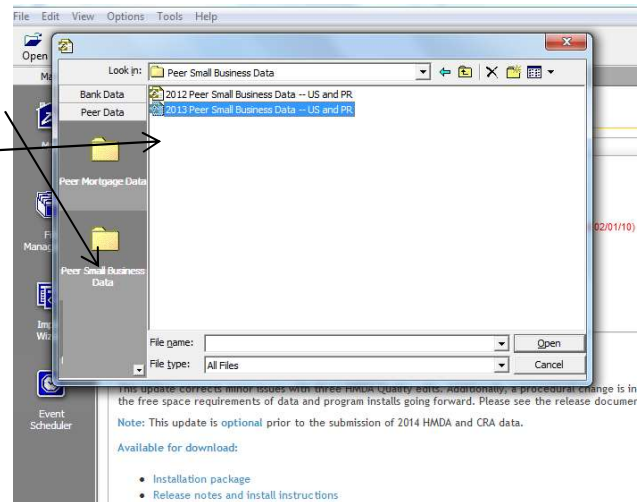 File Edit View Options Tools Help
Open
Look in: Peer Small Business Data
Bank Data
Peer Data
2012 Peer Small Business Data -- US and PR
2013 Peer Small Business Data -- US and PR
Peer Mortgage Data
Peer Small Business
Data
02/01/10)
File name:
Open
File type: All Files
Cancel
Event
Scheduler
This update corrects minor issues with three HMDA Quality edits. Additionally, a procedural change is in
the free space requirements of data and program installs going forward. Please see the release documen
Note: This update is optional prior to the submission of 2014 HMDA and CRA data.
Available for download:
• Installation package
• Release notes and install instructions